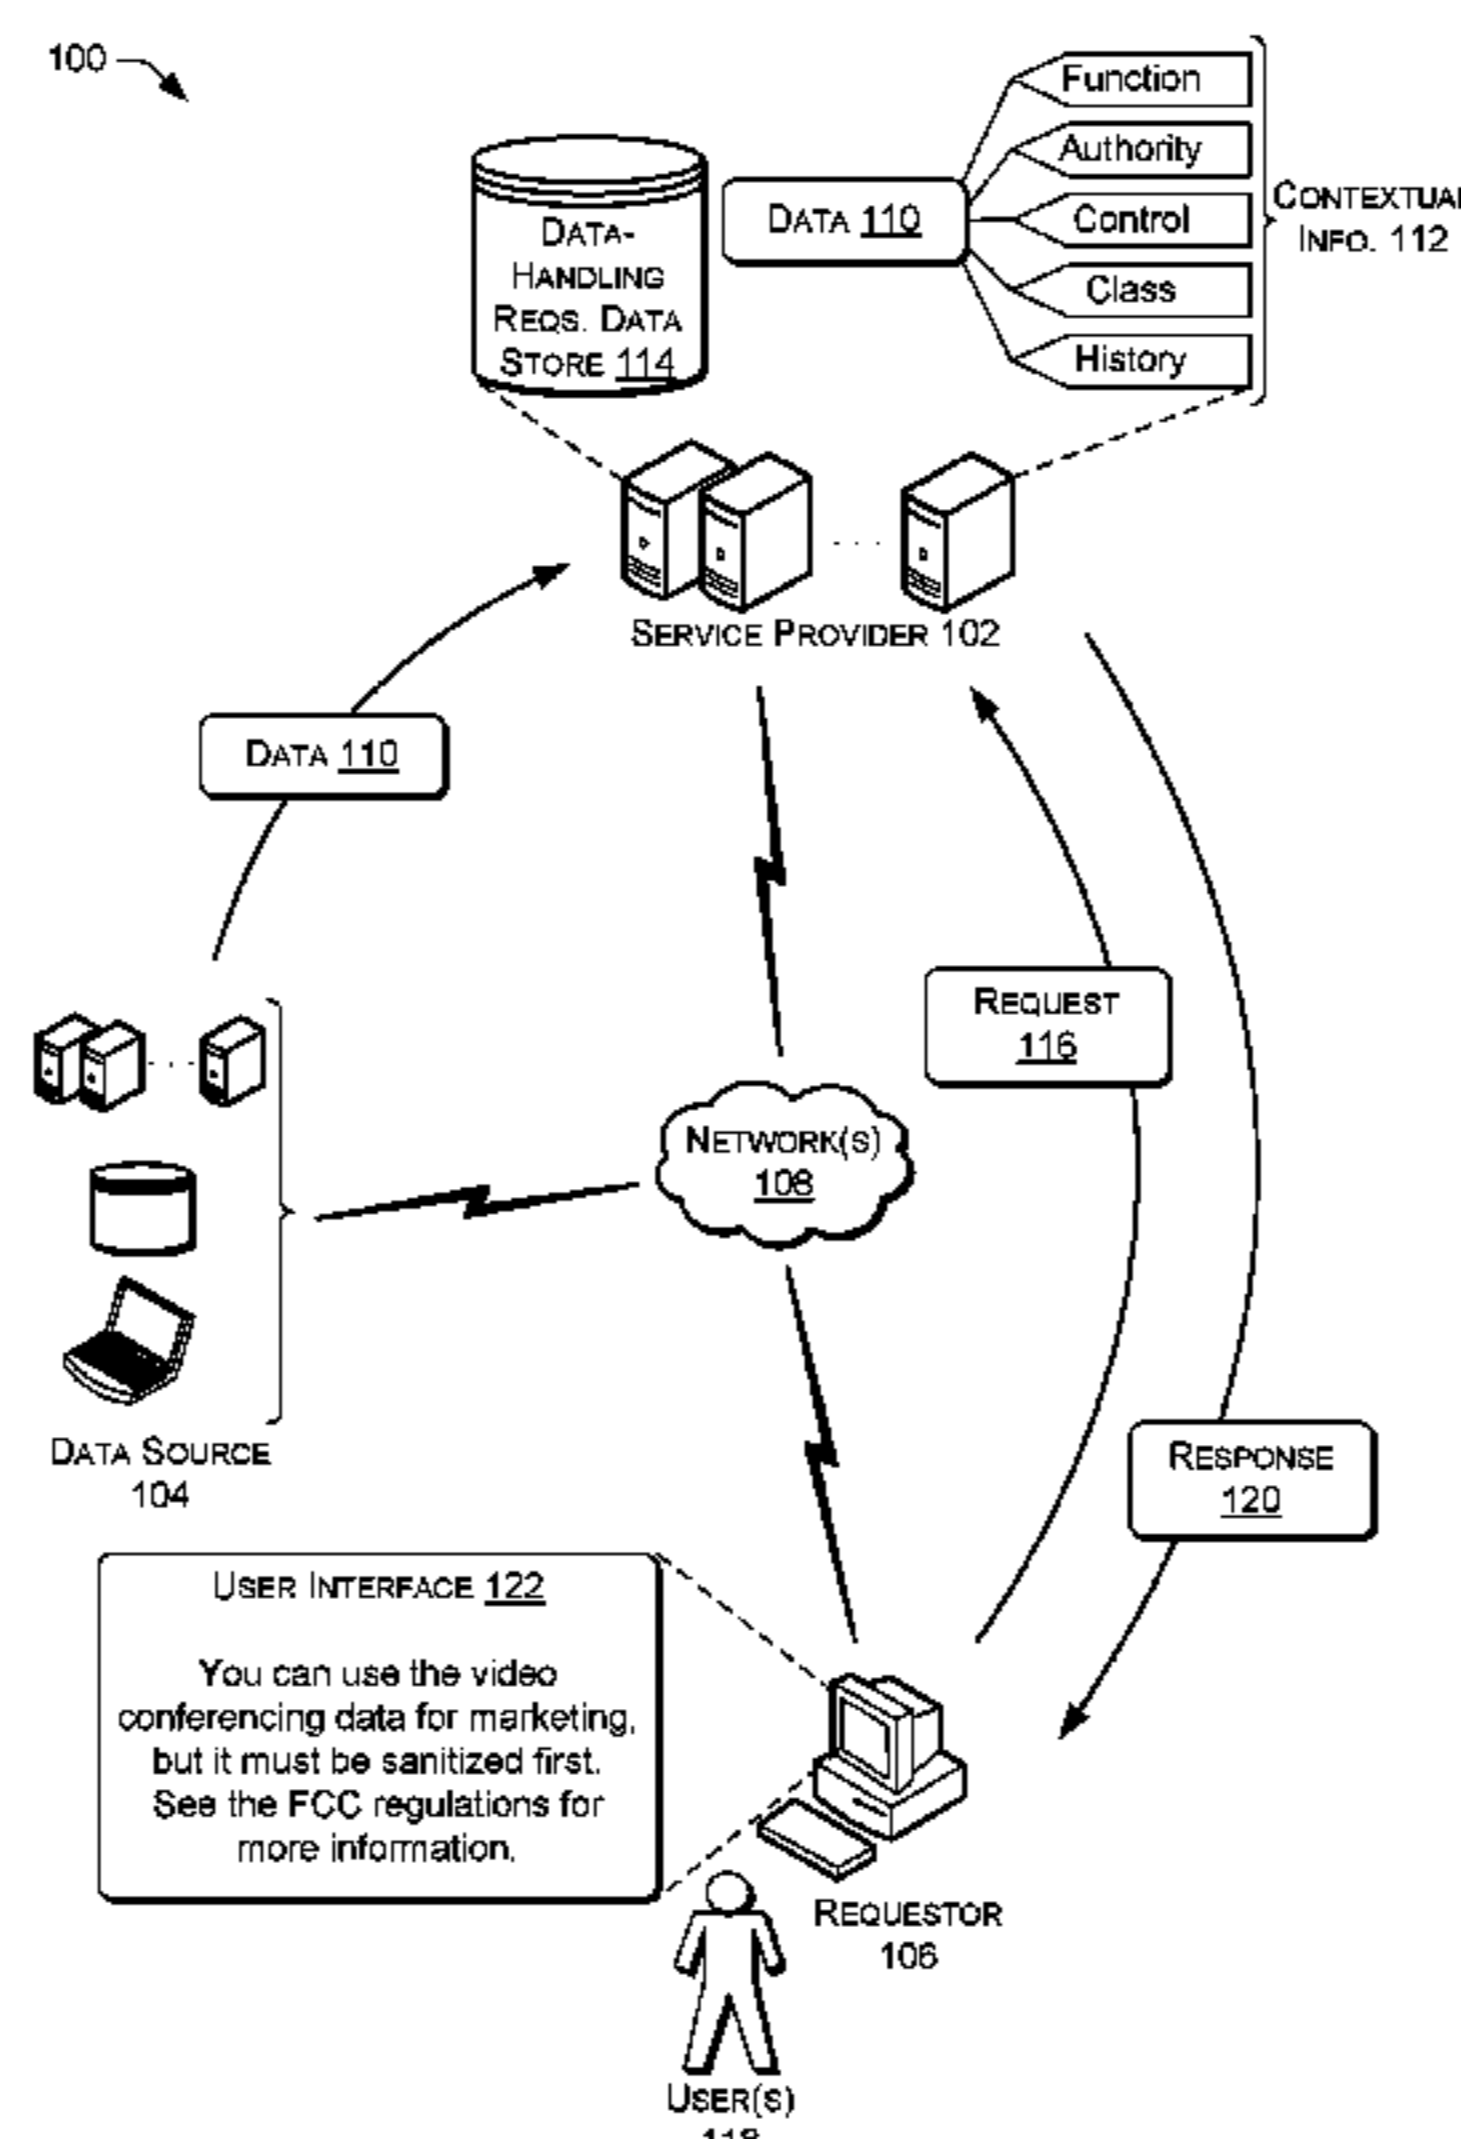 100
Function
Authority
Control
Class
History
CONTEXTUAL
INFO. 112
DATA 110
DATA-
HANDLING
REQS. DATA
STORE 114
SERVICE PROVIDER 102
DATA 110
REQUEST
116
NETWORK(S)
108
DATA SOURCE
104
RESPONSE
120
USER INTERFACE 122
You can use the video
conferencing data for marketing,
but it must be sanitized first.
See the FCC regulations for
more information.
REQUESTOR
106
USER(S)
118